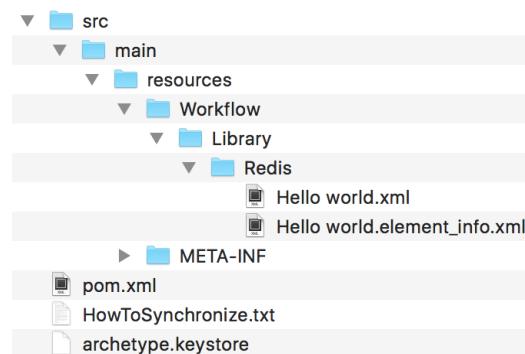 src
main
resources
Workflow
Library
Redis
Hello world.xml
Hello world.element_info.xml
META-INF
pom.xml
HowToSynchronize.txt
archetype.keystore